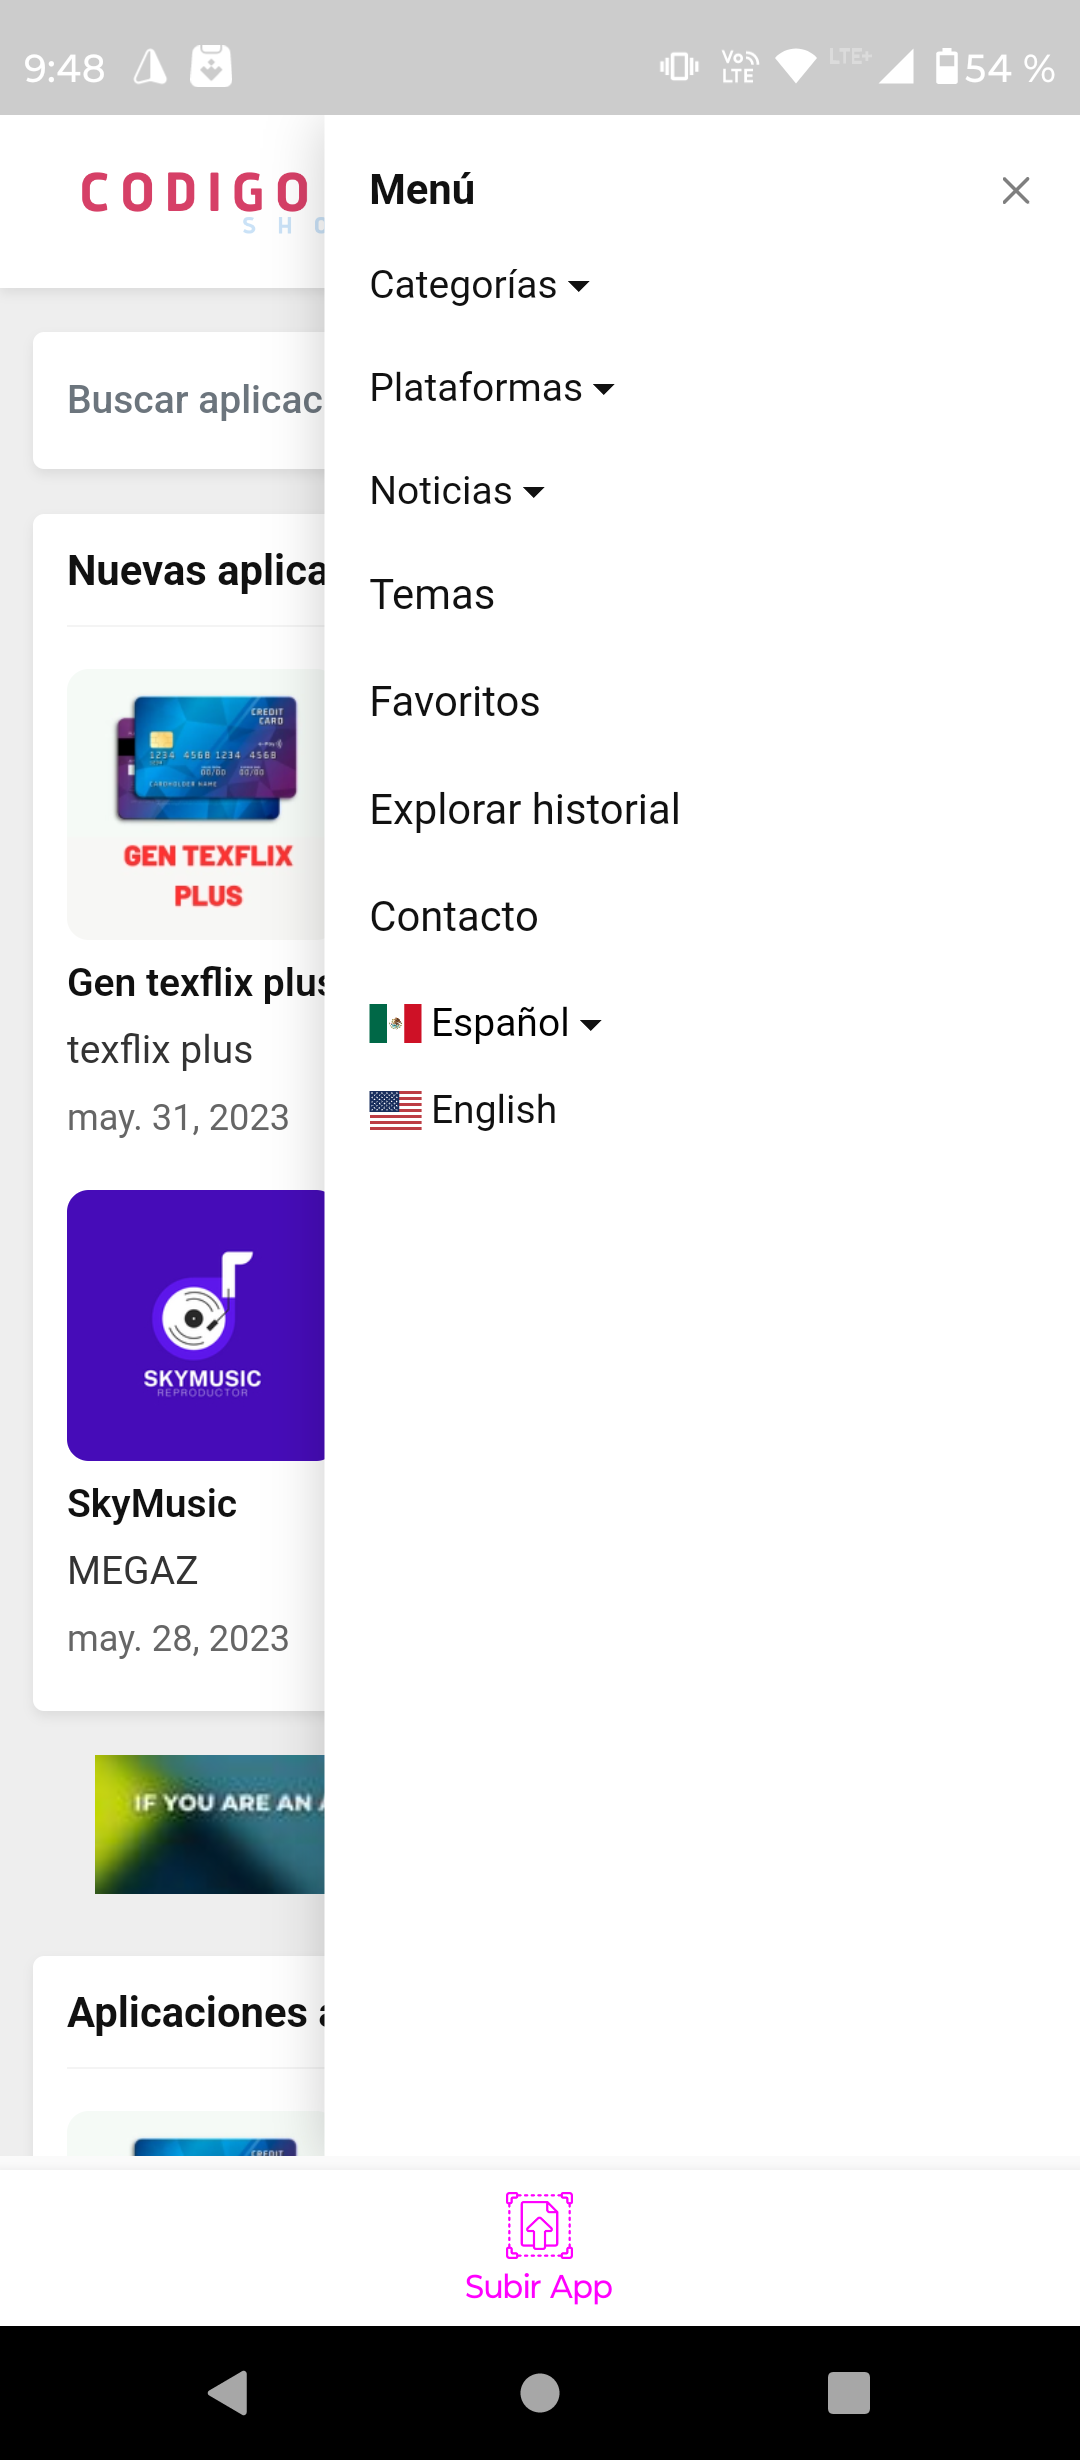 9:48 Vo LTE LTE+ 54 %
CODIGO
SHO
Menú
Categorías
Buscar aplicac
Plataformas
Noticias
Nuevas aplica
Temas
CREDIT
CARD
1234 4568 1234 4568
00/00 00/00
CARDHOLDER NAME
GEN TEXFLIX
PLUS
Favoritos
Explorar historial
Contacto
Gen texflix plus
texflix plus
may. 31, 2023
Español
English
SKYMUSIC
REPRODUCTOR
SkyMusic
MEGAZ
may. 28, 2023
IF YOU ARE AN
Aplicaciones
CREDIT
Subir App